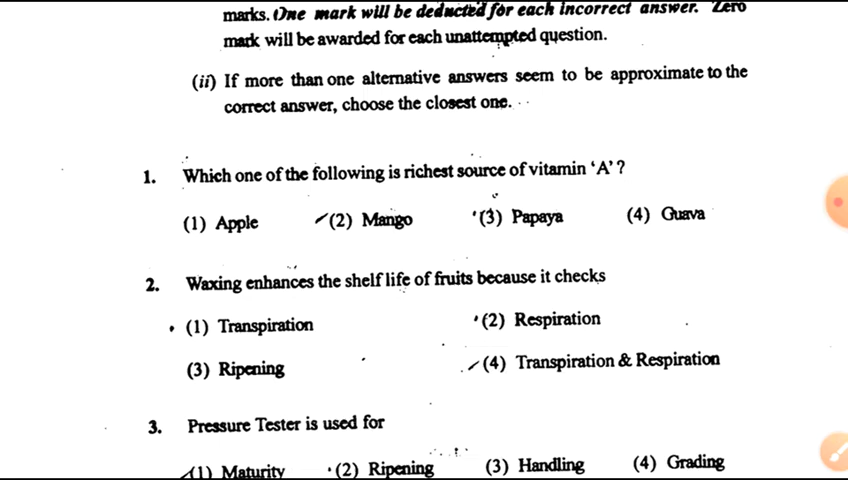 marks. One mark will be deducted for each incorrect answer. Zero
mark will be awarded for each unattempted question.
(ii) If more than one alternative answers seem to be approximate to the
correct answer, choose the closest one.
1. Which one of the following is richest source of vitamin 'A' ?
(1) Apple (2) Mango (3) Papaya (4) Guava
2. Waxing enhances the shelf life of fruits because it checks
(1) Transpiration (2) Respiration
(3) Ripening (4) Transpiration & Respiration
3. Pressure Tester is used for
(1) Maturity (2) Ripening (3) Handling (4) Grading